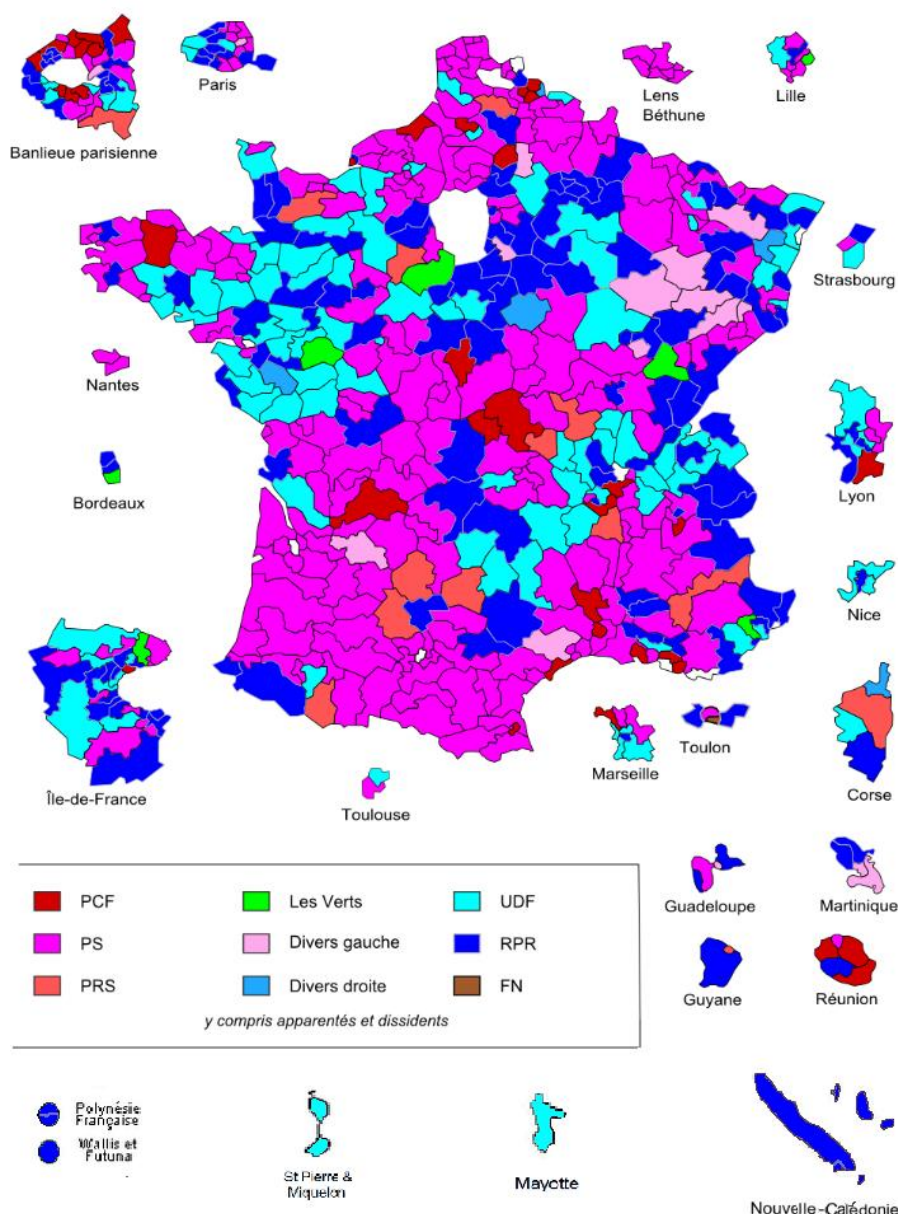 Paris
Lens
Béthune
Lille
Banlieue parisienne
Strasbourg
Nantes
Bordeaux
Lyon
Nice
Île-de-France
Toulouse
Marseille
Toulon
Corse
PCF
Les Verts
UDF
PS
Divers gauche
RPR
PRS
Divers droite
FN
y compris apparentés et dissidents
Guadeloupe
Martinique
Guyane
Réunion
Polynésie
Française
Wallis et
Futuna
St Pierre &
Miquelon
Mayotte
Nouvelle-Calédonie